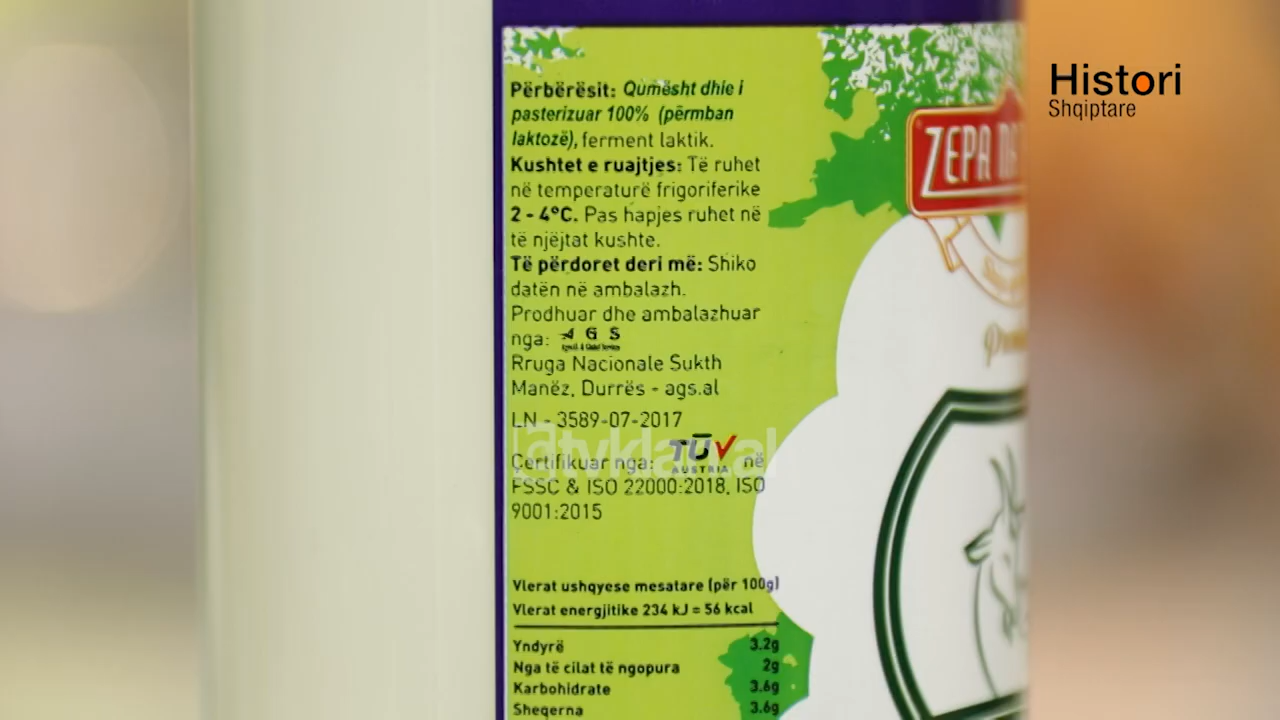 Histori
Shqiptare
Përbërësit: Qumësht dhie i
pasterizuar 100% (përmban
laktozë), ferment laktik.
Kushtet e ruajtjes: Të ruhet
në temperaturë frigoriferike
2 - 4°C. Pas hapjes ruhet në
të njëjtat kushte.
Të përdoret deri më: Shiko
datën në ambalazh.
Prodhuar dhe ambalazhuar
nga: AGS
Rruga Nacionale Sukth
Manëz, Durrës - ags.al
LN - 3589-07-2017
Certifikuar nga: TÜV AUSTRIA në
FSSC & ISO 22000:2018, ISO
9001:2015
Vlerat ushqyese mesatare (për 100g)
Vlerat energjitike 234 kJ = 56 kcal
Yndyrë 3.2g
Nga të cilat të ngopura 2g
Karbohidrate 3.6g
Sheqerna 3.6g
ZEPA